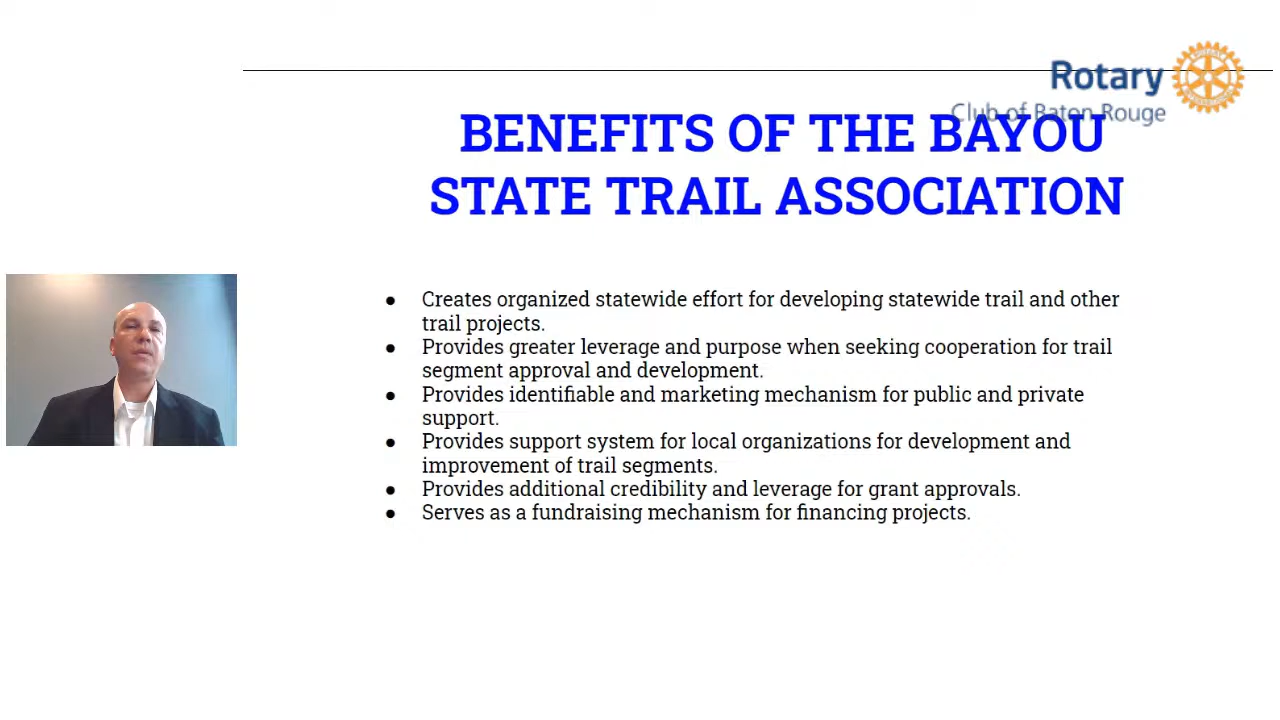 Rotary
Club of Baton Rouge
BENEFITS OF THE BAYOU
STATE TRAIL ASSOCIATION
● Creates organized statewide effort for developing statewide trail and other
trail projects.
● Provides greater leverage and purpose when seeking cooperation for trail
segment approval and development.
● Provides identifiable and marketing mechanism for public and private
support.
● Provides support system for local organizations for development and
improvement of trail segments.
● Provides additional credibility and leverage for grant approvals.
● Serves as a fundraising mechanism for financing projects.